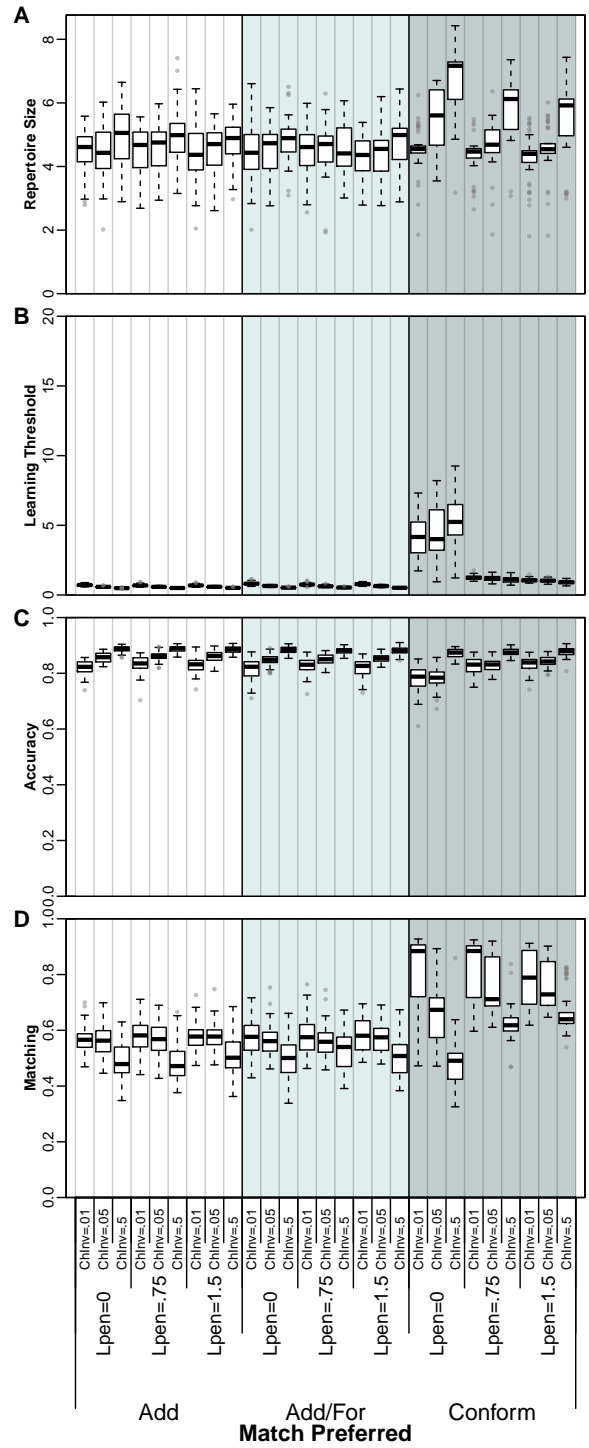 A
Repertoire Size
8
6
4
2
0
B
Learning Threshold
20
15
10
5
0
C
Accuracy
1.0
0.8
0.6
0.4
0.2
0.0
D
Matching
1.0
0.8
0.6
0.4
0.2
0.0
ChInv=.01 ChInv=.05 ChInv=.5 ChInv=.01 ChInv=.05 ChInv=.5 ChInv=.01 ChInv=.05 ChInv=.5 ChInv=.01 ChInv=.05 ChInv=.5 ChInv=.01 ChInv=.05 ChInv=.5 ChInv=.01 ChInv=.05 ChInv=.5 ChInv=.01 ChInv=.05 ChInv=.5 ChInv=.01 ChInv=.05 ChInv=.5 ChInv=.01 ChInv=.05 ChInv=.5
Lpen=0 Lpen=.75 Lpen=1.5 Lpen=0 Lpen=.75 Lpen=1.5 Lpen=0 Lpen=.75 Lpen=1.5
Add Add/For Conform
Match Preferred